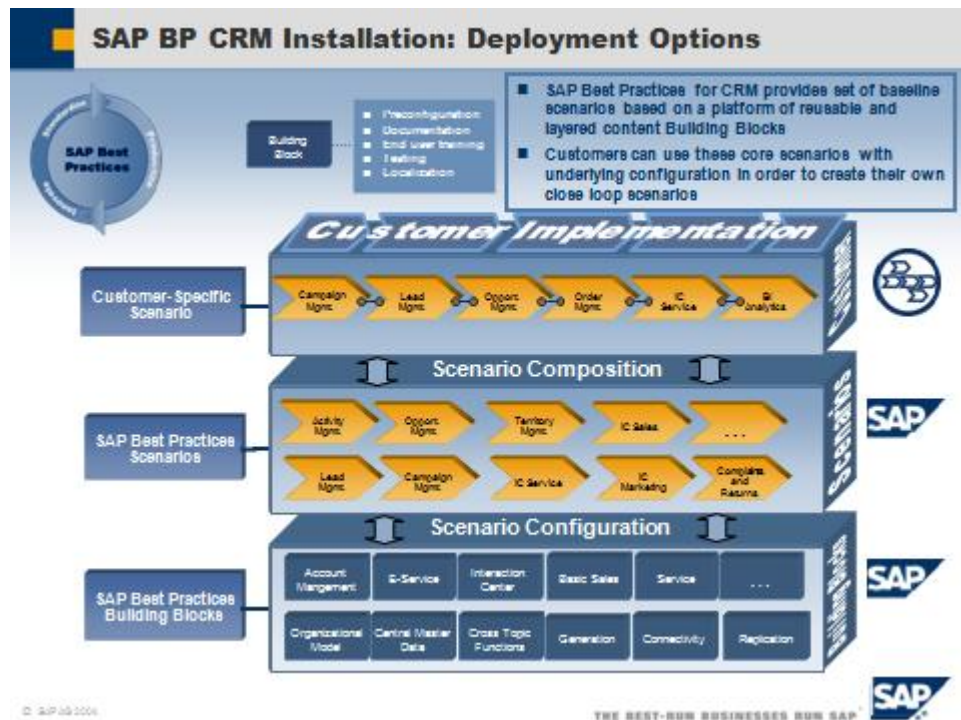 SAP BP CRM Installation: Deployment Options
SAP Best
Practices
Building
Block
Preconfiguration
Documentation
End user training
Testing
Localization
SAP Best Practices for CRM provides set of baseline
scenarios based on a platform of reusable and
layered content Building Blocks
Customers can use these core scenarios with
underlying configuration in order to create their own
close loop scenarios
Customer Implementation
Customer-Specific
Scenario
Campaign
Mgmt
Lead
Mgmt
Opport.
Mgmt
Order
Mgmt
IC
Service
BI
Analytics
Scenario Composition
SAP Best Practices
Scenarios
Activity
Mgmt
Opport.
Mgmt
Territory
Mgmt
IC Sales
...
Lead
Mgmt
Campaign
Mgmt
IC Service
IC
Marketing
Complaints
and
Returns
Scenarios
SAP
Scenario Configuration
SAP Best Practices
Building Blocks
Account
Mangement
E-Service
Interaction
Center
Basic Sales
Service
...
Organizational
Model
Central Master
Data
Cross Topic
Functions
Generation
Connectivity
Replication
SAP
© SAP AG 2004
THE BEST-RUN BUSINESSES RUN SAP
SAP